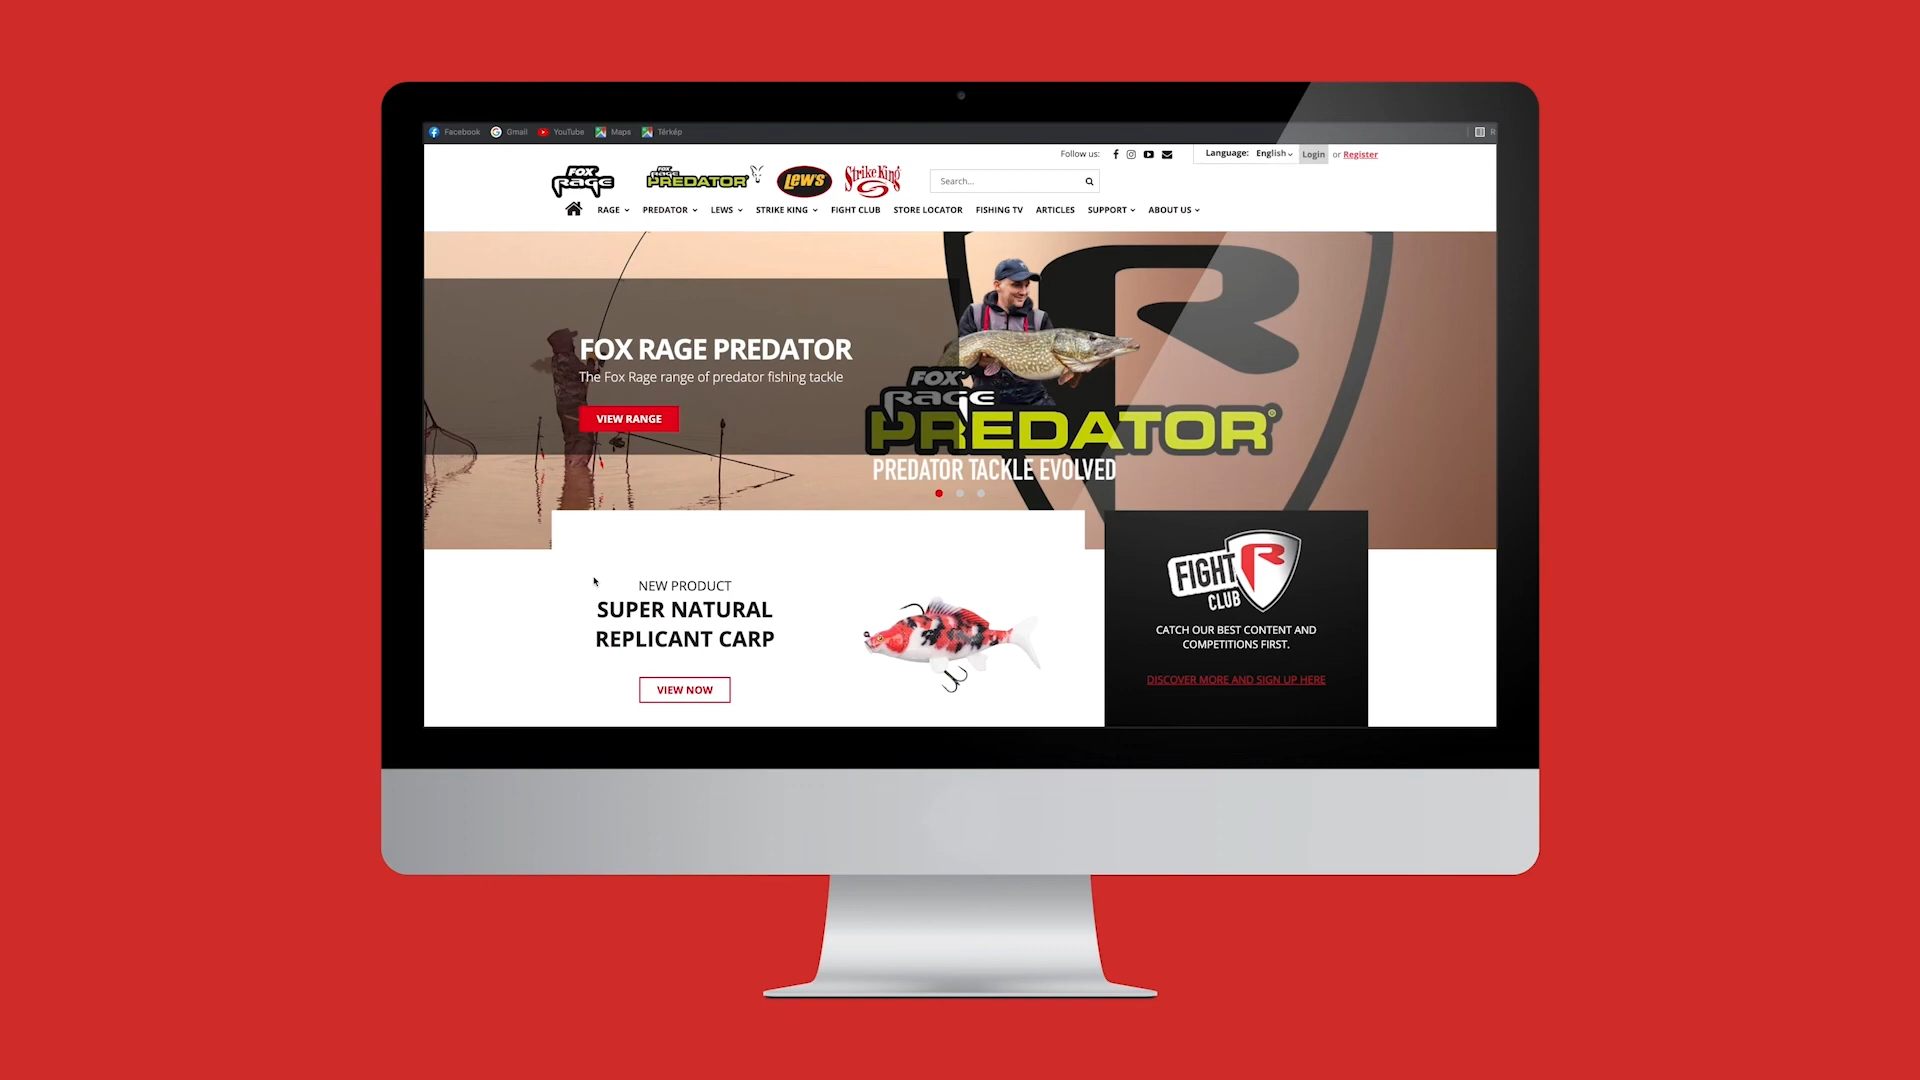 Facebook Gmail YouTube Maps Térkép
Follow us: Language: English Login or Register
FOX RAGE FOX RAGE PREDATOR Lew's Strike King
Search...
RAGE PREDATOR LEWS STRIKE KING FIGHT CLUB STORE LOCATOR FISHING TV ARTICLES SUPPORT ABOUT US
FOX RAGE PREDATOR
The Fox Rage range of predator fishing tackle
VIEW RANGE
FOX
RAGE
PREDATOR®
PREDATOR TACKLE EVOLVED
NEW PRODUCT
SUPER NATURAL
REPLICANT CARP
VIEW NOW
FIGHT
CLUB
CATCH OUR BEST CONTENT AND
COMPETITIONS FIRST.
DISCOVER MORE AND SIGN UP HERE